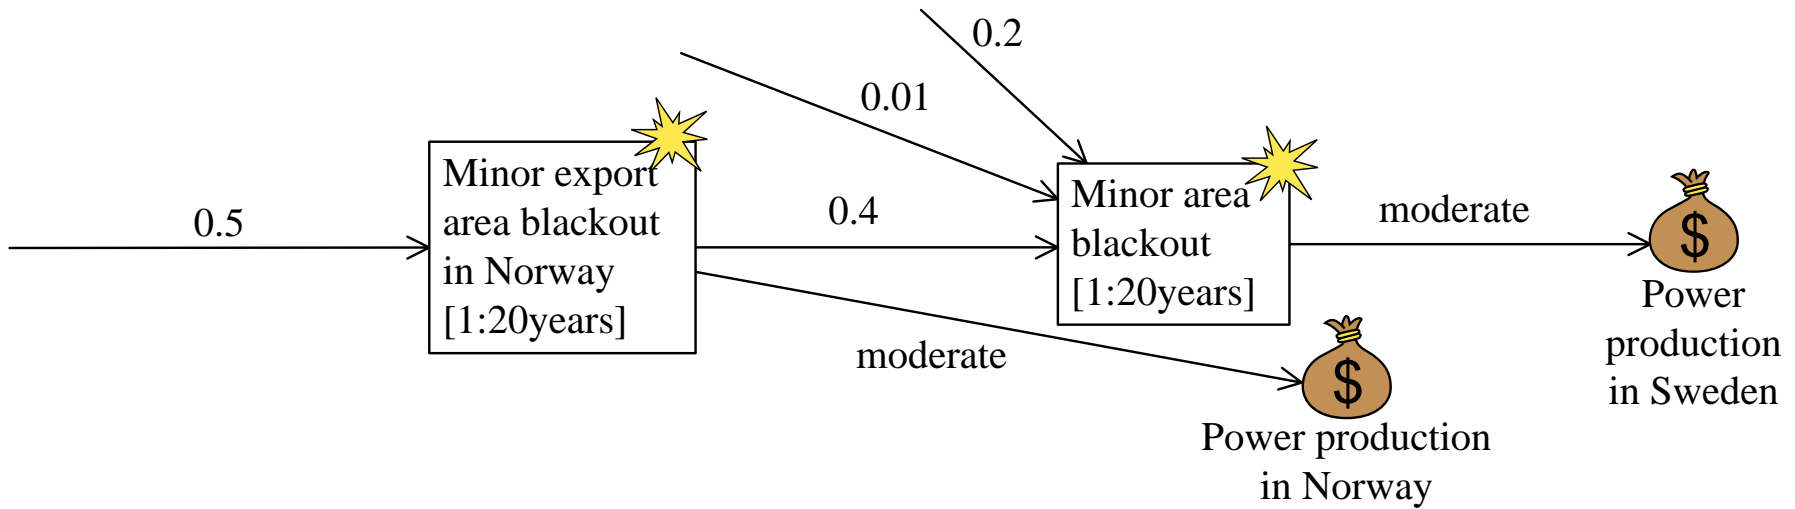 0.2
0.01
0.5
Minor export
area blackout
in Norway
[1:20years]
0.4
Minor area
blackout
[1:20years]
moderate
$
Power
production
in Sweden
moderate
$
Power production
in Norway